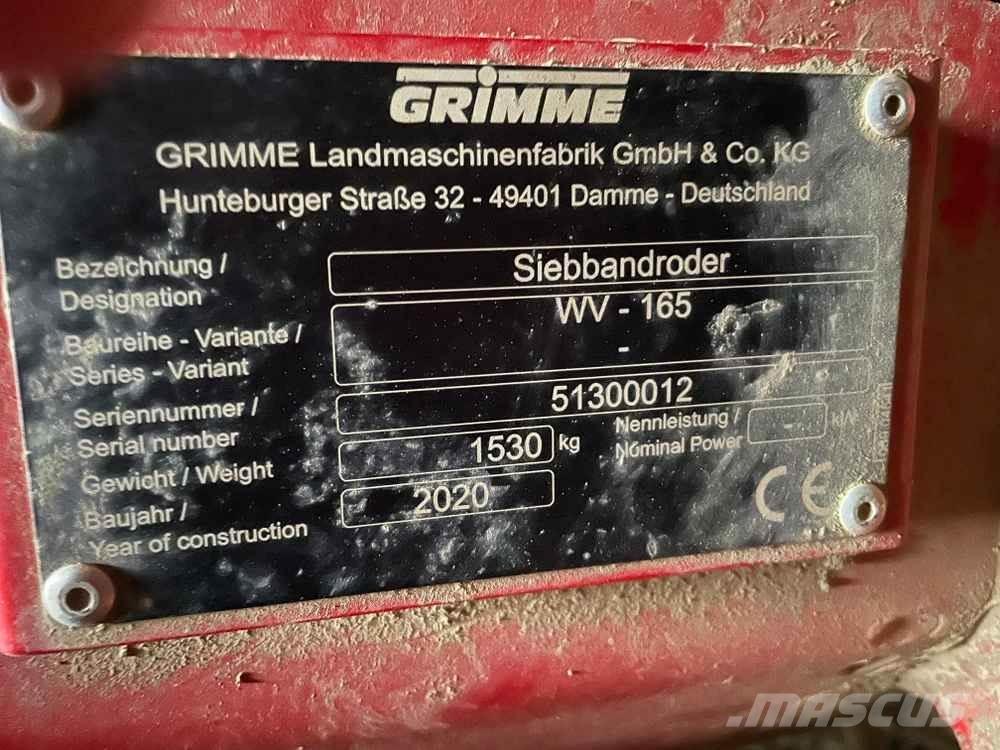 GRIMME
GRIMME Landmaschinenfabrik GmbH & Co. KG
Hunteburger Straße 32 - 49401 Damme - Deutschland
Bezeichnung /
Designation
Siebbandroder
Baureihe - Variante /
Series - Variant
WV - 165
-
Seriennummer /
Serial number
51300012
Gewicht / Weight
1530 kg
Nennleistung /
Nominal Power
- kW
Baujahr /
Year of construction
2020
CE
MASCUS